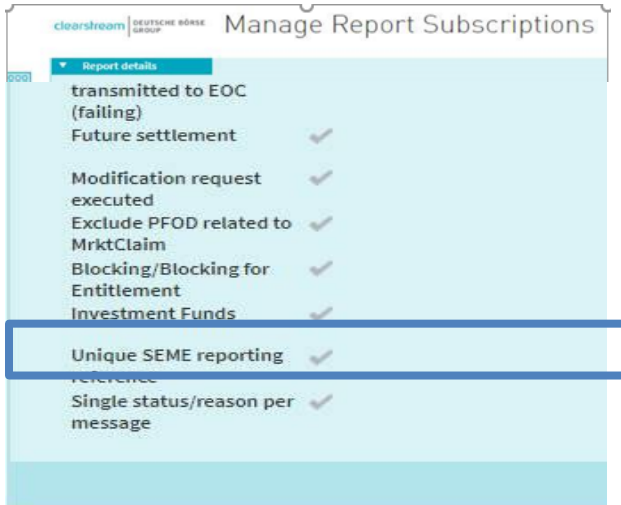 clearstream DEUTSCHE BÖRSE GROUP Manage Report Subscriptions
Report details
transmitted to EOC
(failing)
Future settlement
Modification request
executed
Exclude PFOD related to
MrktClaim
Blocking/Blocking for
Entitlement
Investment Funds
Unique SEME reporting
reference
Single status/reason per
message